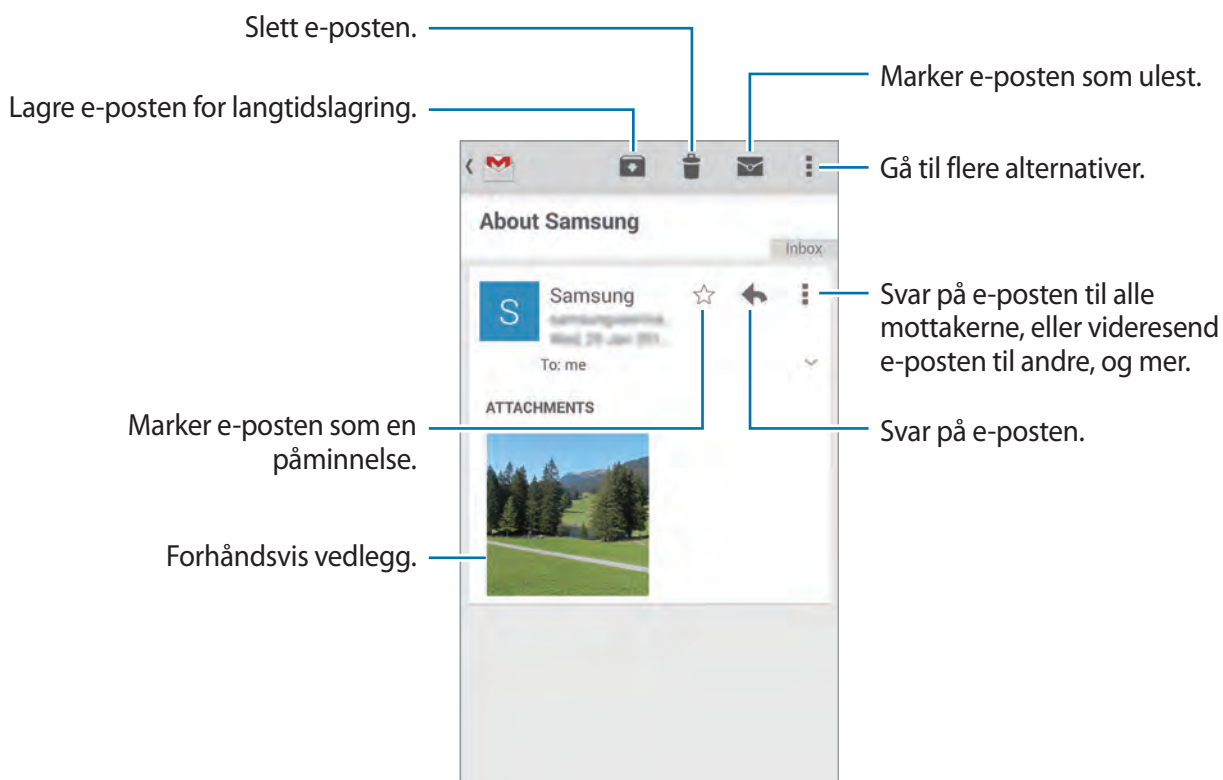 Slett e-posten.
Marker e-posten som ulest.
Lagre e-posten for langtidslagring.
Gå til flere alternativer.
About Samsung
Inbox
S
Samsung
Svar på e-posten til alle
mottakerne, eller videresend
e-posten til andre, og mer.
To: me
ATTACHMENTS
Marker e-posten som en
påminnelse.
Svar på e-posten.
Forhåndsvis vedlegg.